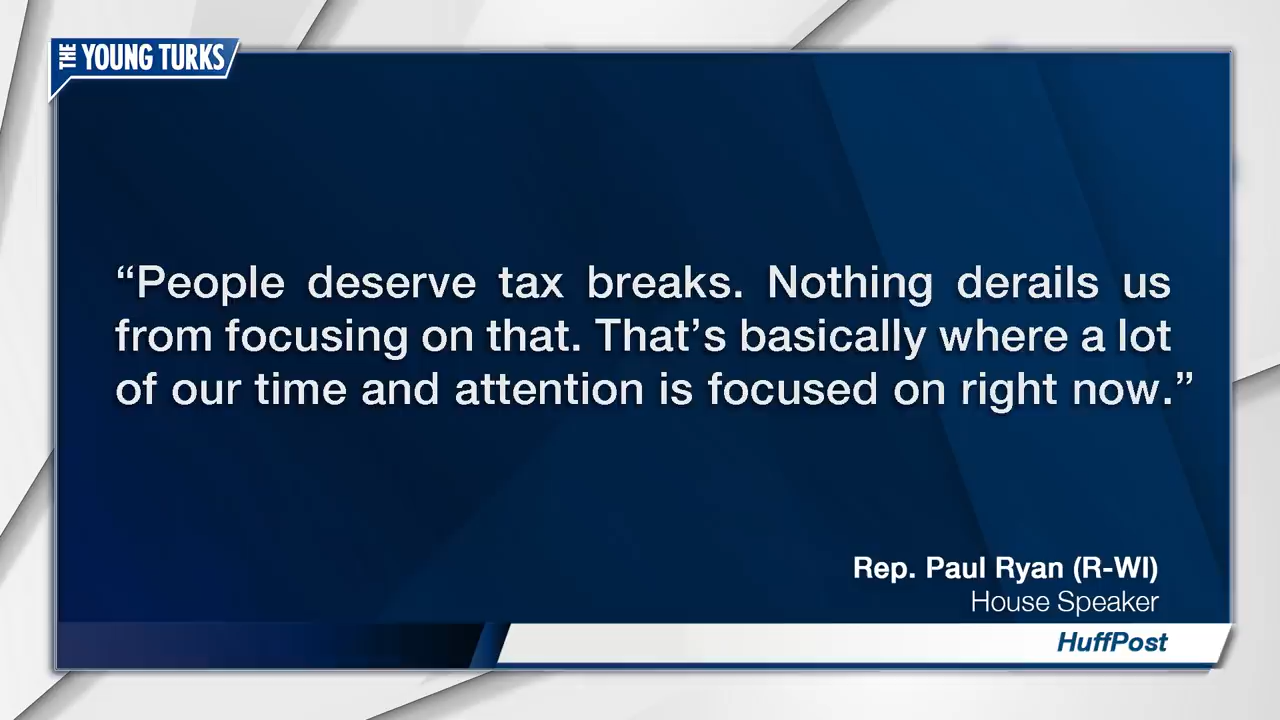 THE YOUNG TURKS
“People deserve tax breaks. Nothing derails us
from focusing on that. That’s basically where a lot
of our time and attention is focused on right now.”
Rep. Paul Ryan (R-WI)
House Speaker
HuffPost